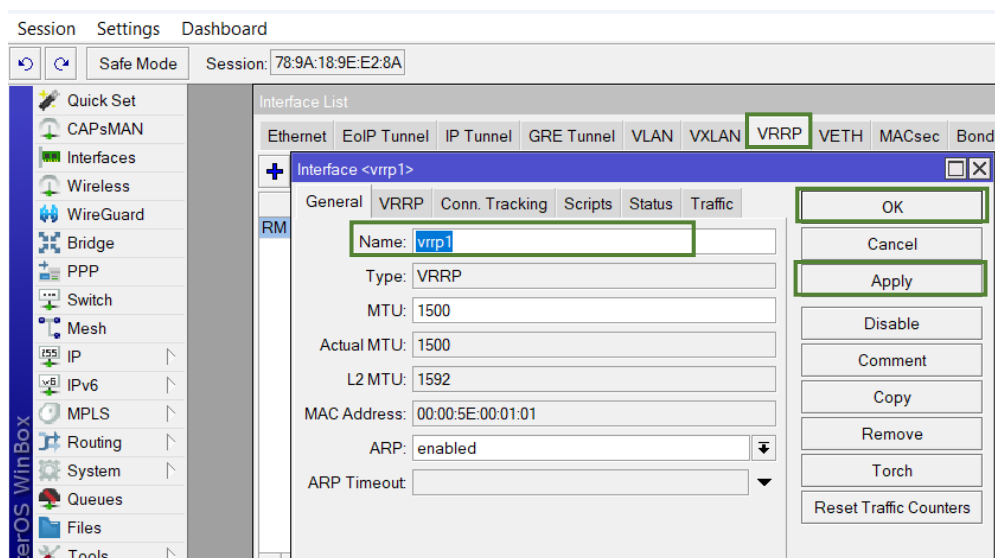 Session Settings Dashboard
Safe Mode Session: 78:9A:18:9E:E2:8A
Quick Set
CAPsMAN
Interfaces
Wireless
WireGuard
Bridge
PPP
Switch
Mesh
IP
IPv6
MPLS
Routing
System
Queues
Files
Tools
terOS WinBox
Interface List
Ethernet EoIP Tunnel IP Tunnel GRE Tunnel VLAN VXLAN VRRP VETH MACsec Bond
Interface <vrrp1>
RM
General VRRP Conn. Tracking Scripts Status Traffic
Name: vrrp1
Type: VRRP
MTU: 1500
Actual MTU: 1500
L2 MTU: 1592
MAC Address: 00:00:5E:00:01:01
ARP: enabled
ARP Timeout:
OK
Cancel
Apply
Disable
Comment
Copy
Remove
Torch
Reset Traffic Counters